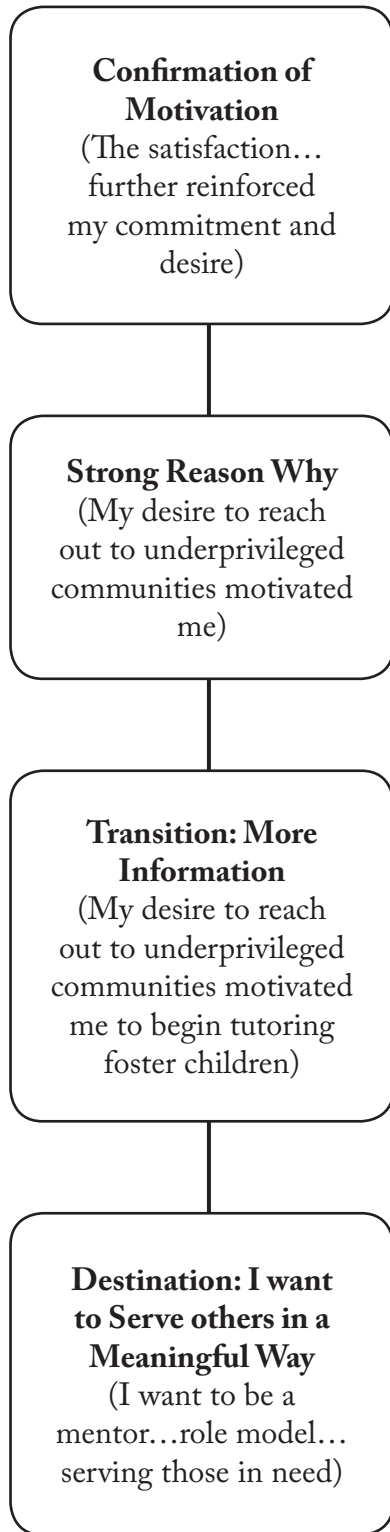 Confirmation of
Motivation
(The satisfaction…
further reinforced
my commitment and
desire)
Strong Reason Why
(My desire to reach
out to underprivileged
communities motivated
me)
Transition: More
Information
(My desire to reach
out to underprivileged
communities motivated
me to begin tutoring
foster children)
Destination: I want
to Serve others in a
Meaningful Way
(I want to be a
mentor…role model…
serving those in need)